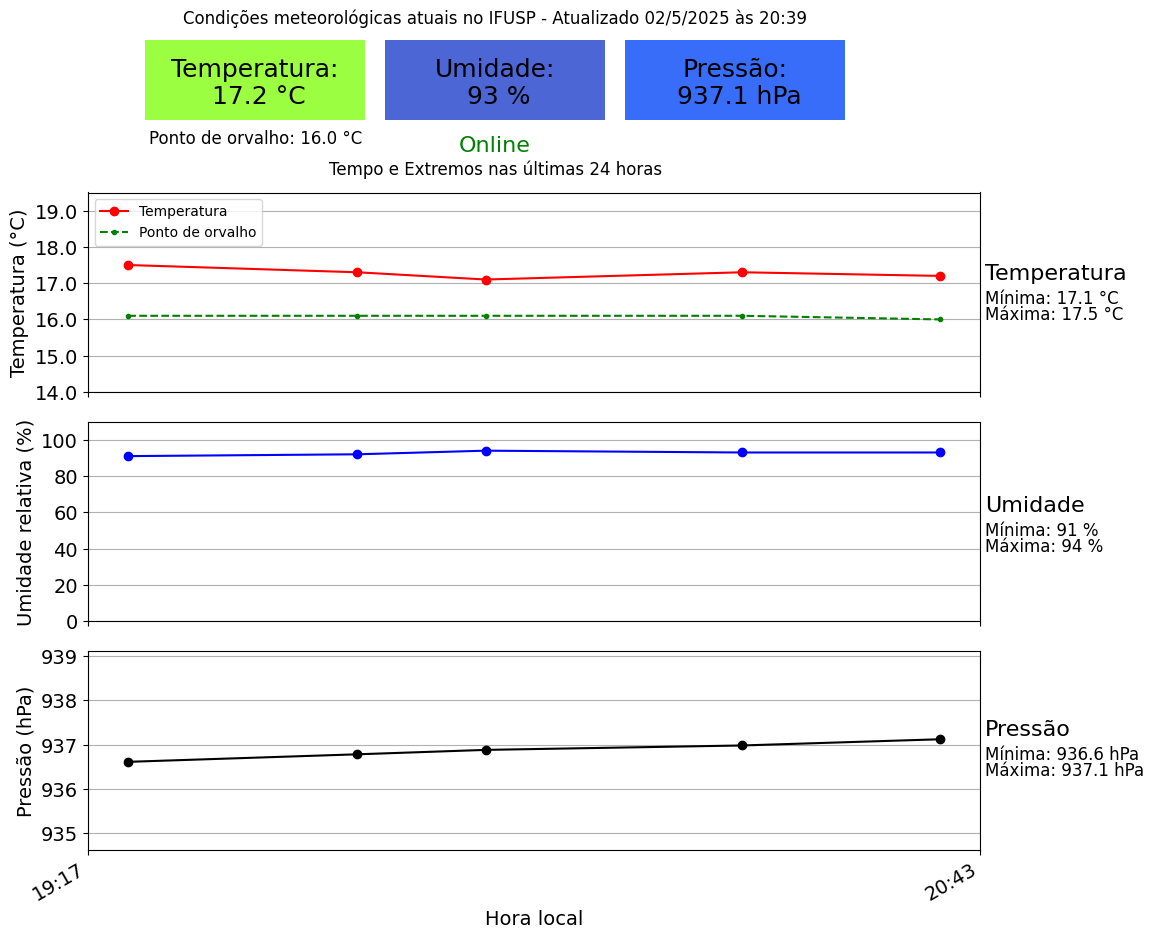 Condições meteorológicas atuais no IFUSP - Atualizado 02/5/2025 às 20:39
Temperatura:
17.2 °C
Umidade:
93 %
Pressão:
937.1 hPa
Ponto de orvalho: 16.0 °C
Online
Tempo e Extremos nas últimas 24 horas
Temperatura (°C)
19.0
18.0
17.0
16.0
15.0
14.0
Temperatura
Ponto de orvalho
Temperatura
Mínima: 17.1 °C
Máxima: 17.5 °C
Umidade relativa (%)
100
80
60
40
20
0
Umidade
Mínima: 91 %
Máxima: 94 %
Pressão (hPa)
939
938
937
936
935
Pressão
Mínima: 936.6 hPa
Máxima: 937.1 hPa
19:17
20:43
Hora local